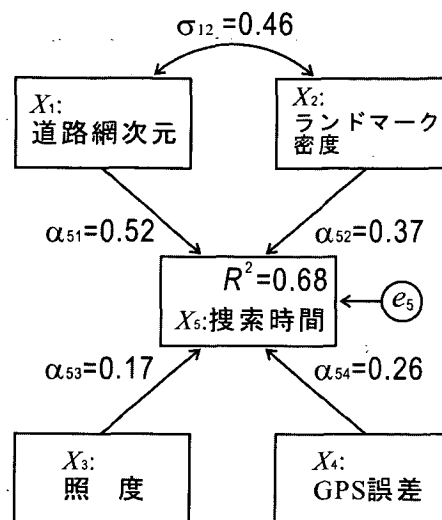 σ₁₂=0.46
X₁:
道路網次元
X₂:
ランドマーク
密度
α₅₁=0.52
α₅₂=0.37
R²=0.68
X₅:捜索時間
e₅
α₅₃=0.17
α₅₄=0.26
X₃:
照 度
X₄:
GPS誤差